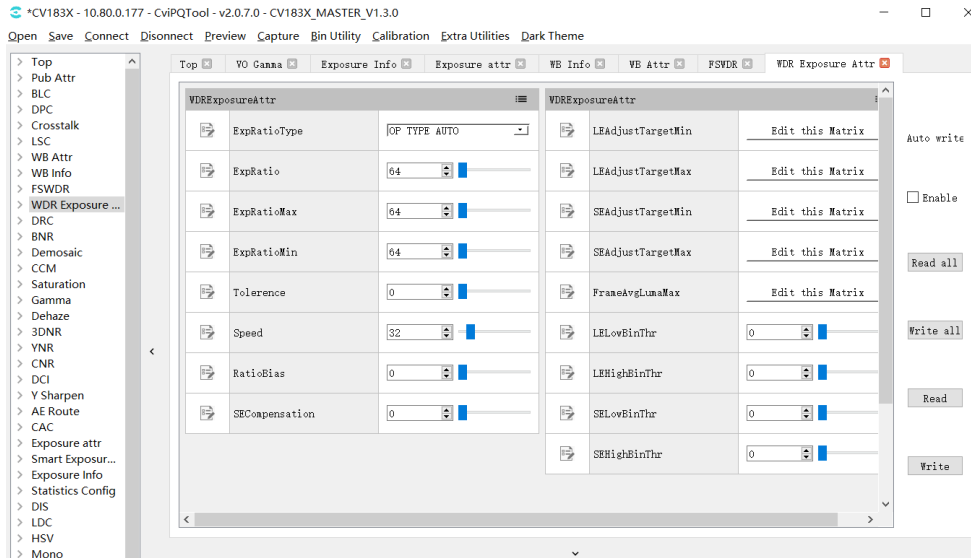 *CV183X - 10.80.0.177 - CviPQTool - v2.0.7.0 - CV183X_MASTER_V1.3.0
Open Save Connect Disonnect Preview Capture Bin Utility Calibration Extra Utilities Dark Theme
Top
Pub Attr
BLC
DPC
Crosstalk
LSC
WB Attr
WB Info
FSWDR
WDR Exposure ...
DRC
BNR
Demosaic
CCM
Saturation
Gamma
Dehaze
3DNR
YNR
CNR
DCI
Y Sharpen
AE Route
CAC
Exposure attr
Smart Exposur...
Exposure Info
Statistics Config
DIS
LDC
HSV
Mono
Top VO Gamma Exposure Info Exposure attr WB Info WB Attr FSWDR WDR Exposure Attr
WDRExposureAttr
ExpRatioType OP TYPE AUTO
ExpRatio 64
ExpRatioMax 64
ExpRatioMin 64
Tolerence 0
Speed 32
RatioBias 0
SECompensation 0
WDRExposureAttr
LEAdjustTargetMin Edit this Matrix
LEAdjustTargetMax Edit this Matrix
SEAdjustTargetMin Edit this Matrix
SEAdjustTargetMax Edit this Matrix
FrameAvgLumaMax Edit this Matrix
LELowBinThr 0
LEHighBinThr 0
SELowBinThr 0
SEHighBinThr 0
Auto write
Enable
Read all
Write all
Read
Write